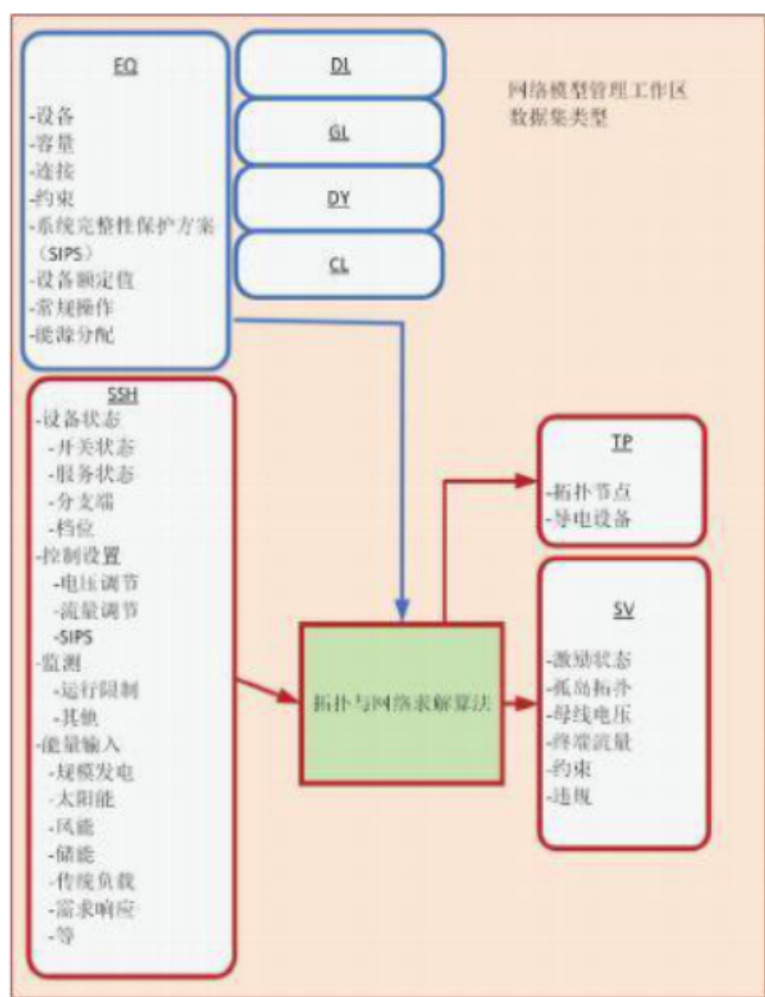 EQ
-设备
-容量
-连接
-约束
-系统完整性保护方案
（SIPS）
-设备额定值
-常规操作
-能源分配
DL
GL
DY
CL
网络模型管理工作区
数据集类型
SSH
-设备状态
-开关状态
-服务状态
-分支端
-档位
-控制设置
-电压调节
-流量调节
-SIPS
-监测
-运行限制
-其他
-能量输入
-规模发电
-太阳能
-风能
-储能
-传统负载
-需求响应
-等
拓扑与网络求解算法
TP
-拓扑节点
-导电设备
SV
-激励状态
-孤岛拓扑
-母线电压
-终端流量
-约束
-违规